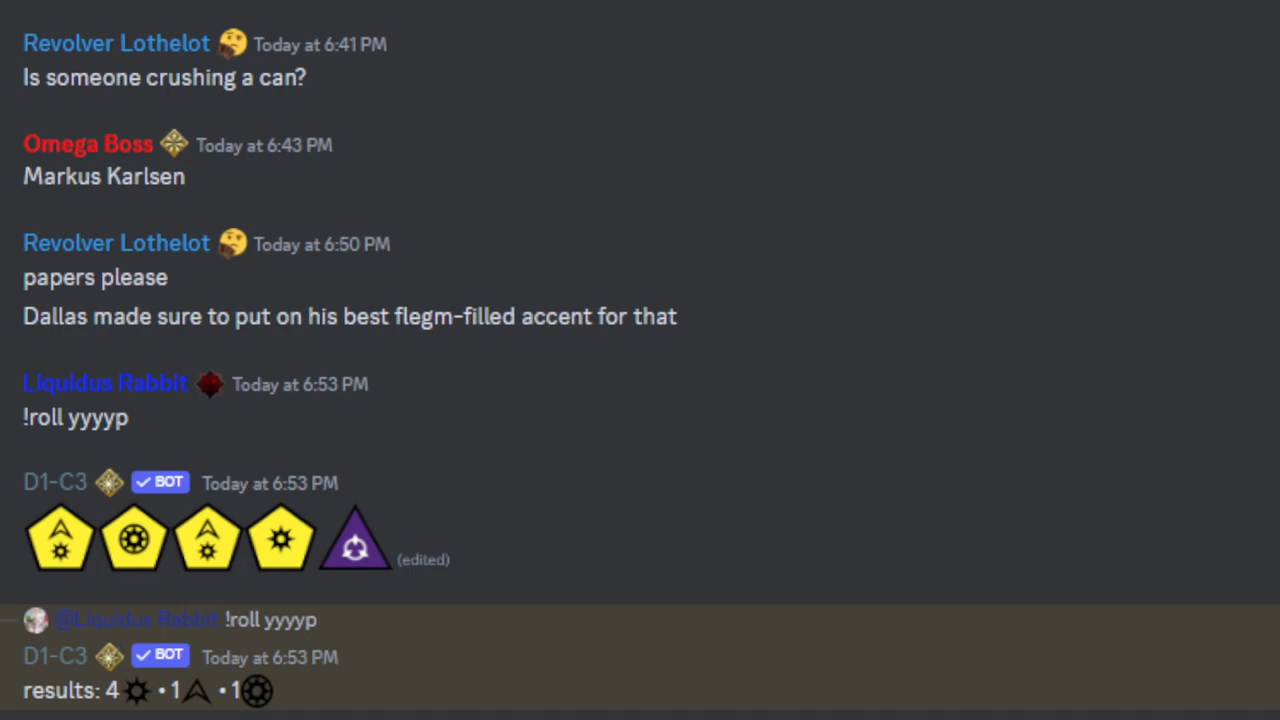 Revolver Lothelot Today at 6:41 PM
Is someone crushing a can?
Omega Boss Today at 6:43 PM
Markus Karlsen
Revolver Lothelot Today at 6:50 PM
papers please
Dallas made sure to put on his best flegm-filled accent for that
Liquidus Rabbit Today at 6:53 PM
!roll yyyyp
D1-C3 BOT Today at 6:53 PM
(edited)
@Liquidus Rabbit !roll yyyyp
D1-C3 BOT Today at 6:53 PM
results: 4 • 1 • 1